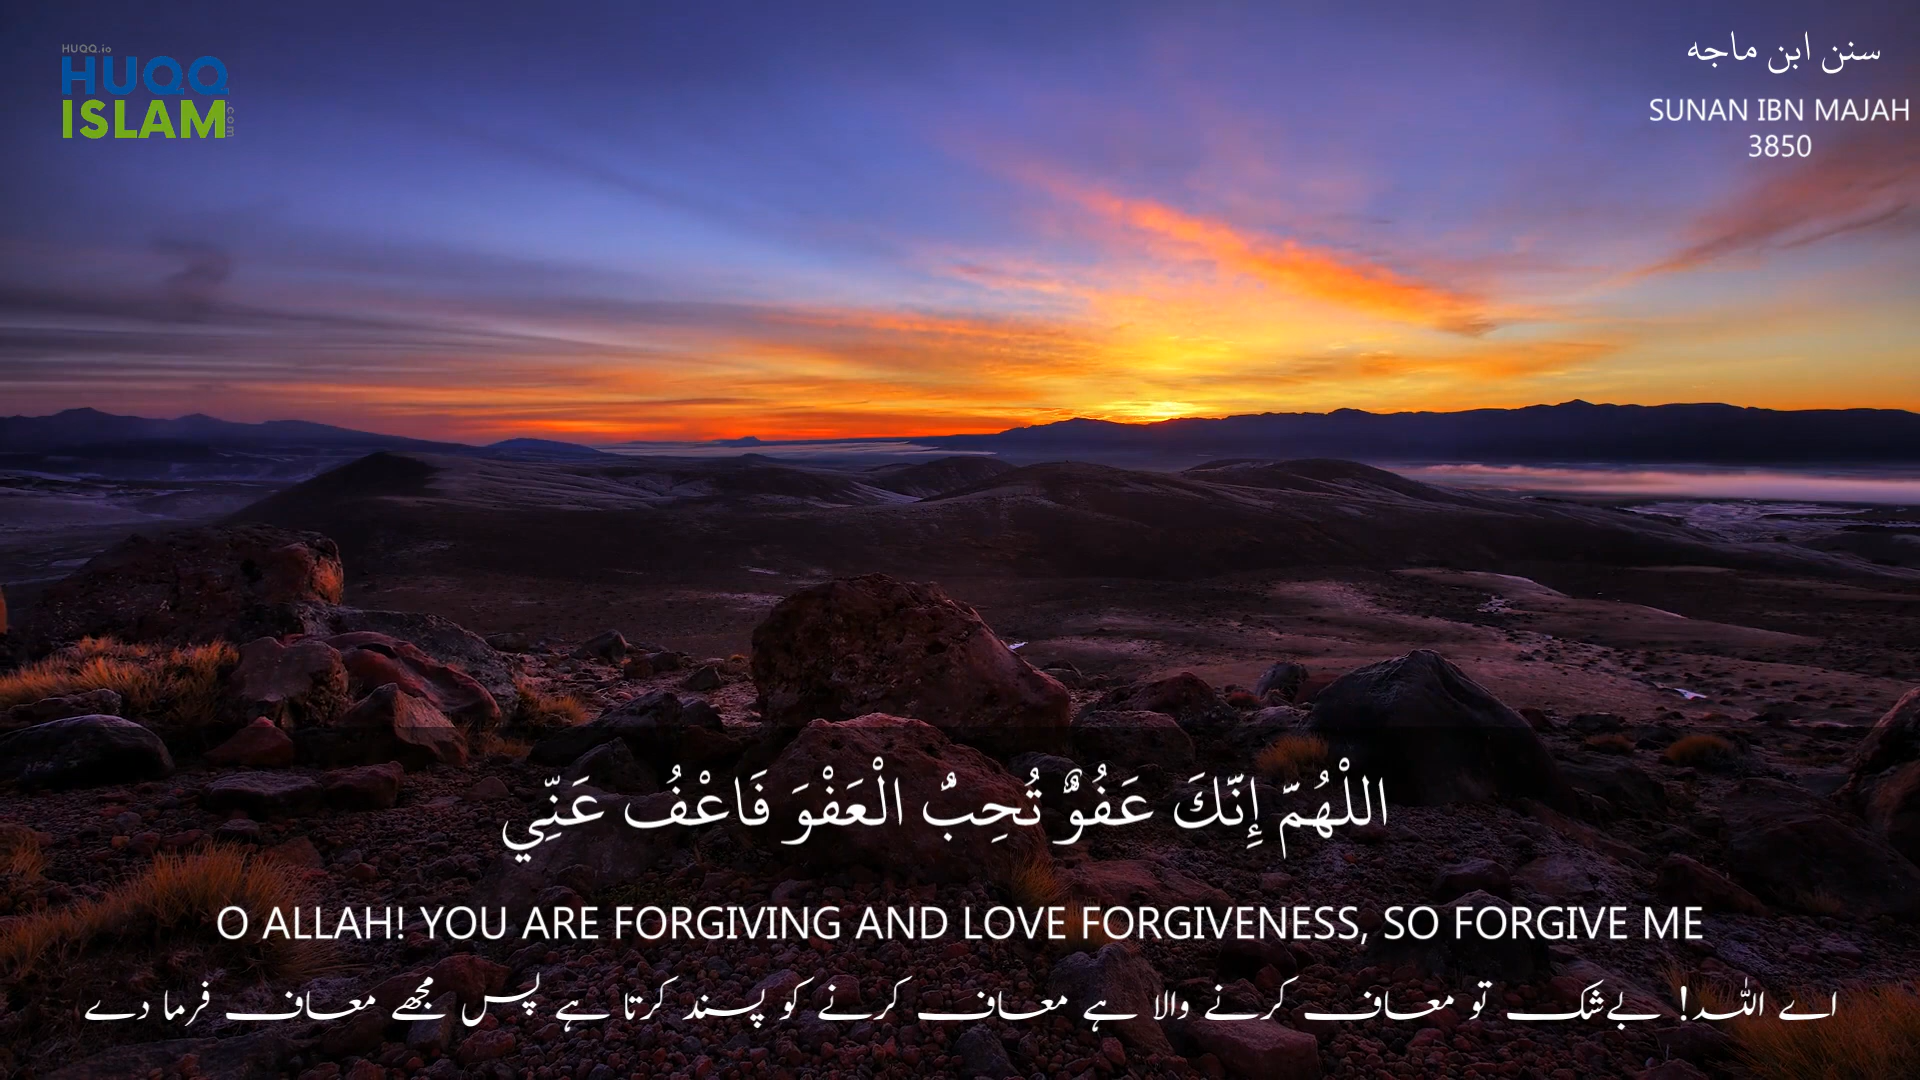 HUQQ.io
HUQQ
ISLAM
.com
سنن ابن ماجه
SUNAN IBN MAJAH
3850
اللْهُمّ إِنّكَ عَفُوٌّ تُحِبٌ الْعَفْوَ فَاعْفُ عَنِّي
O ALLAH! YOU ARE FORGIVING AND LOVE FORGIVENESS, SO FORGIVE ME
اے اللہ! بےشک تو معاف کرنے والا ہے معاف کرنے کو پسند کرتا ہے پس مجھے معاف فرما دے